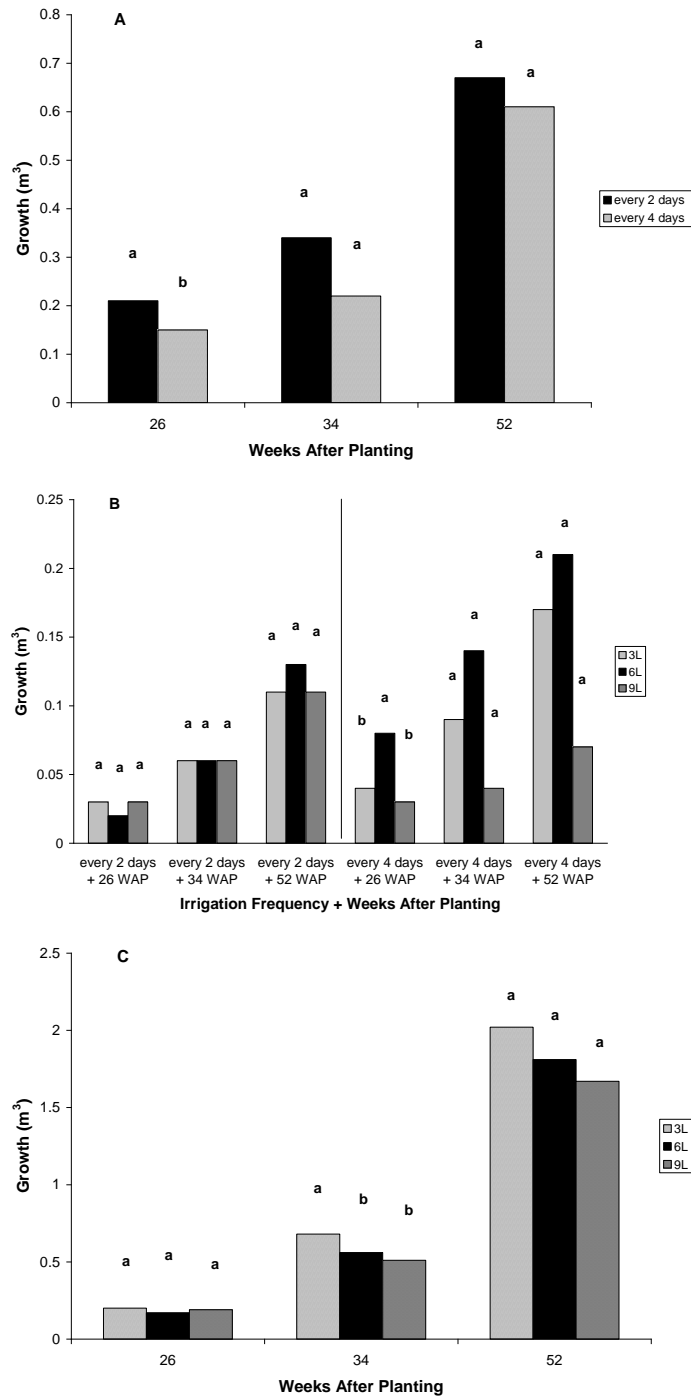 A
Growth (m³)
0.8
0.7
0.6
0.5
0.4
0.3
0.2
0.1
0
a
b
a
a
a
a
26
34
52
Weeks After Planting
every 2 days
every 4 days
B
Growth (m³)
0.25
0.2
0.15
0.1
0.05
0
a a a
a a a
a a a
b a b
a a a
a a a
every 2 days
+ 26 WAP
every 2 days
+ 34 WAP
every 2 days
+ 52 WAP
every 4 days
+ 26 WAP
every 4 days
+ 34 WAP
every 4 days
+ 52 WAP
Irrigation Frequency + Weeks After Planting
3L
6L
9L
C
Growth (m³)
2.5
2
1.5
1
0.5
0
a a a
a b b
a a a
26
34
52
Weeks After Planting
3L
6L
9L